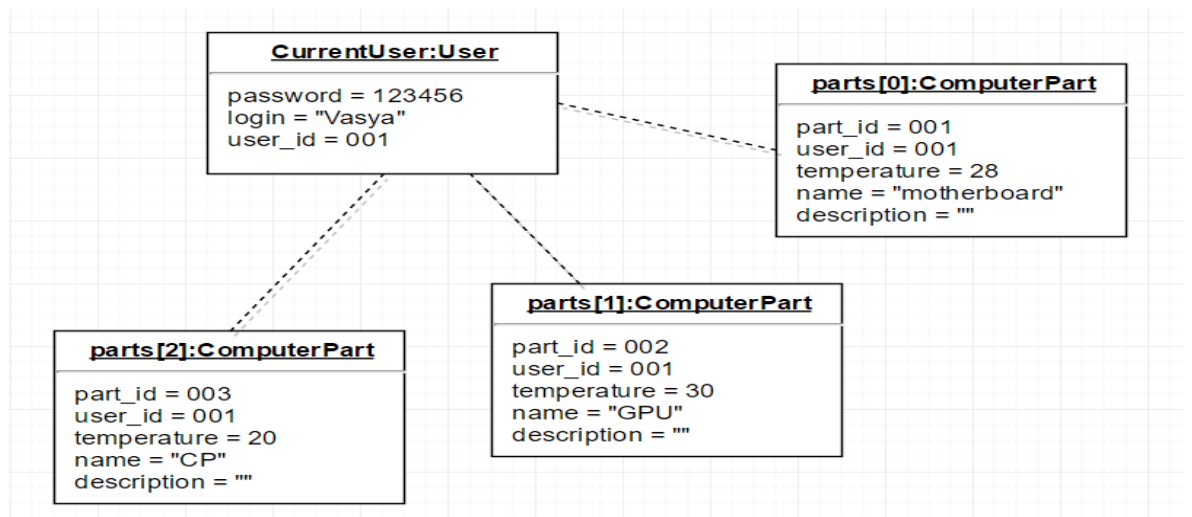 CurrentUser:User
password = 123456
login = "Vasya"
user_id = 001
parts[0]:ComputerPart
part_id = 001
user_id = 001
temperature = 28
name = "motherboard"
description = ""
parts[1]:ComputerPart
part_id = 002
user_id = 001
temperature = 30
name = "GPU"
description = ""
parts[2]:ComputerPart
part_id = 003
user_id = 001
temperature = 20
name = "CP"
description = ""